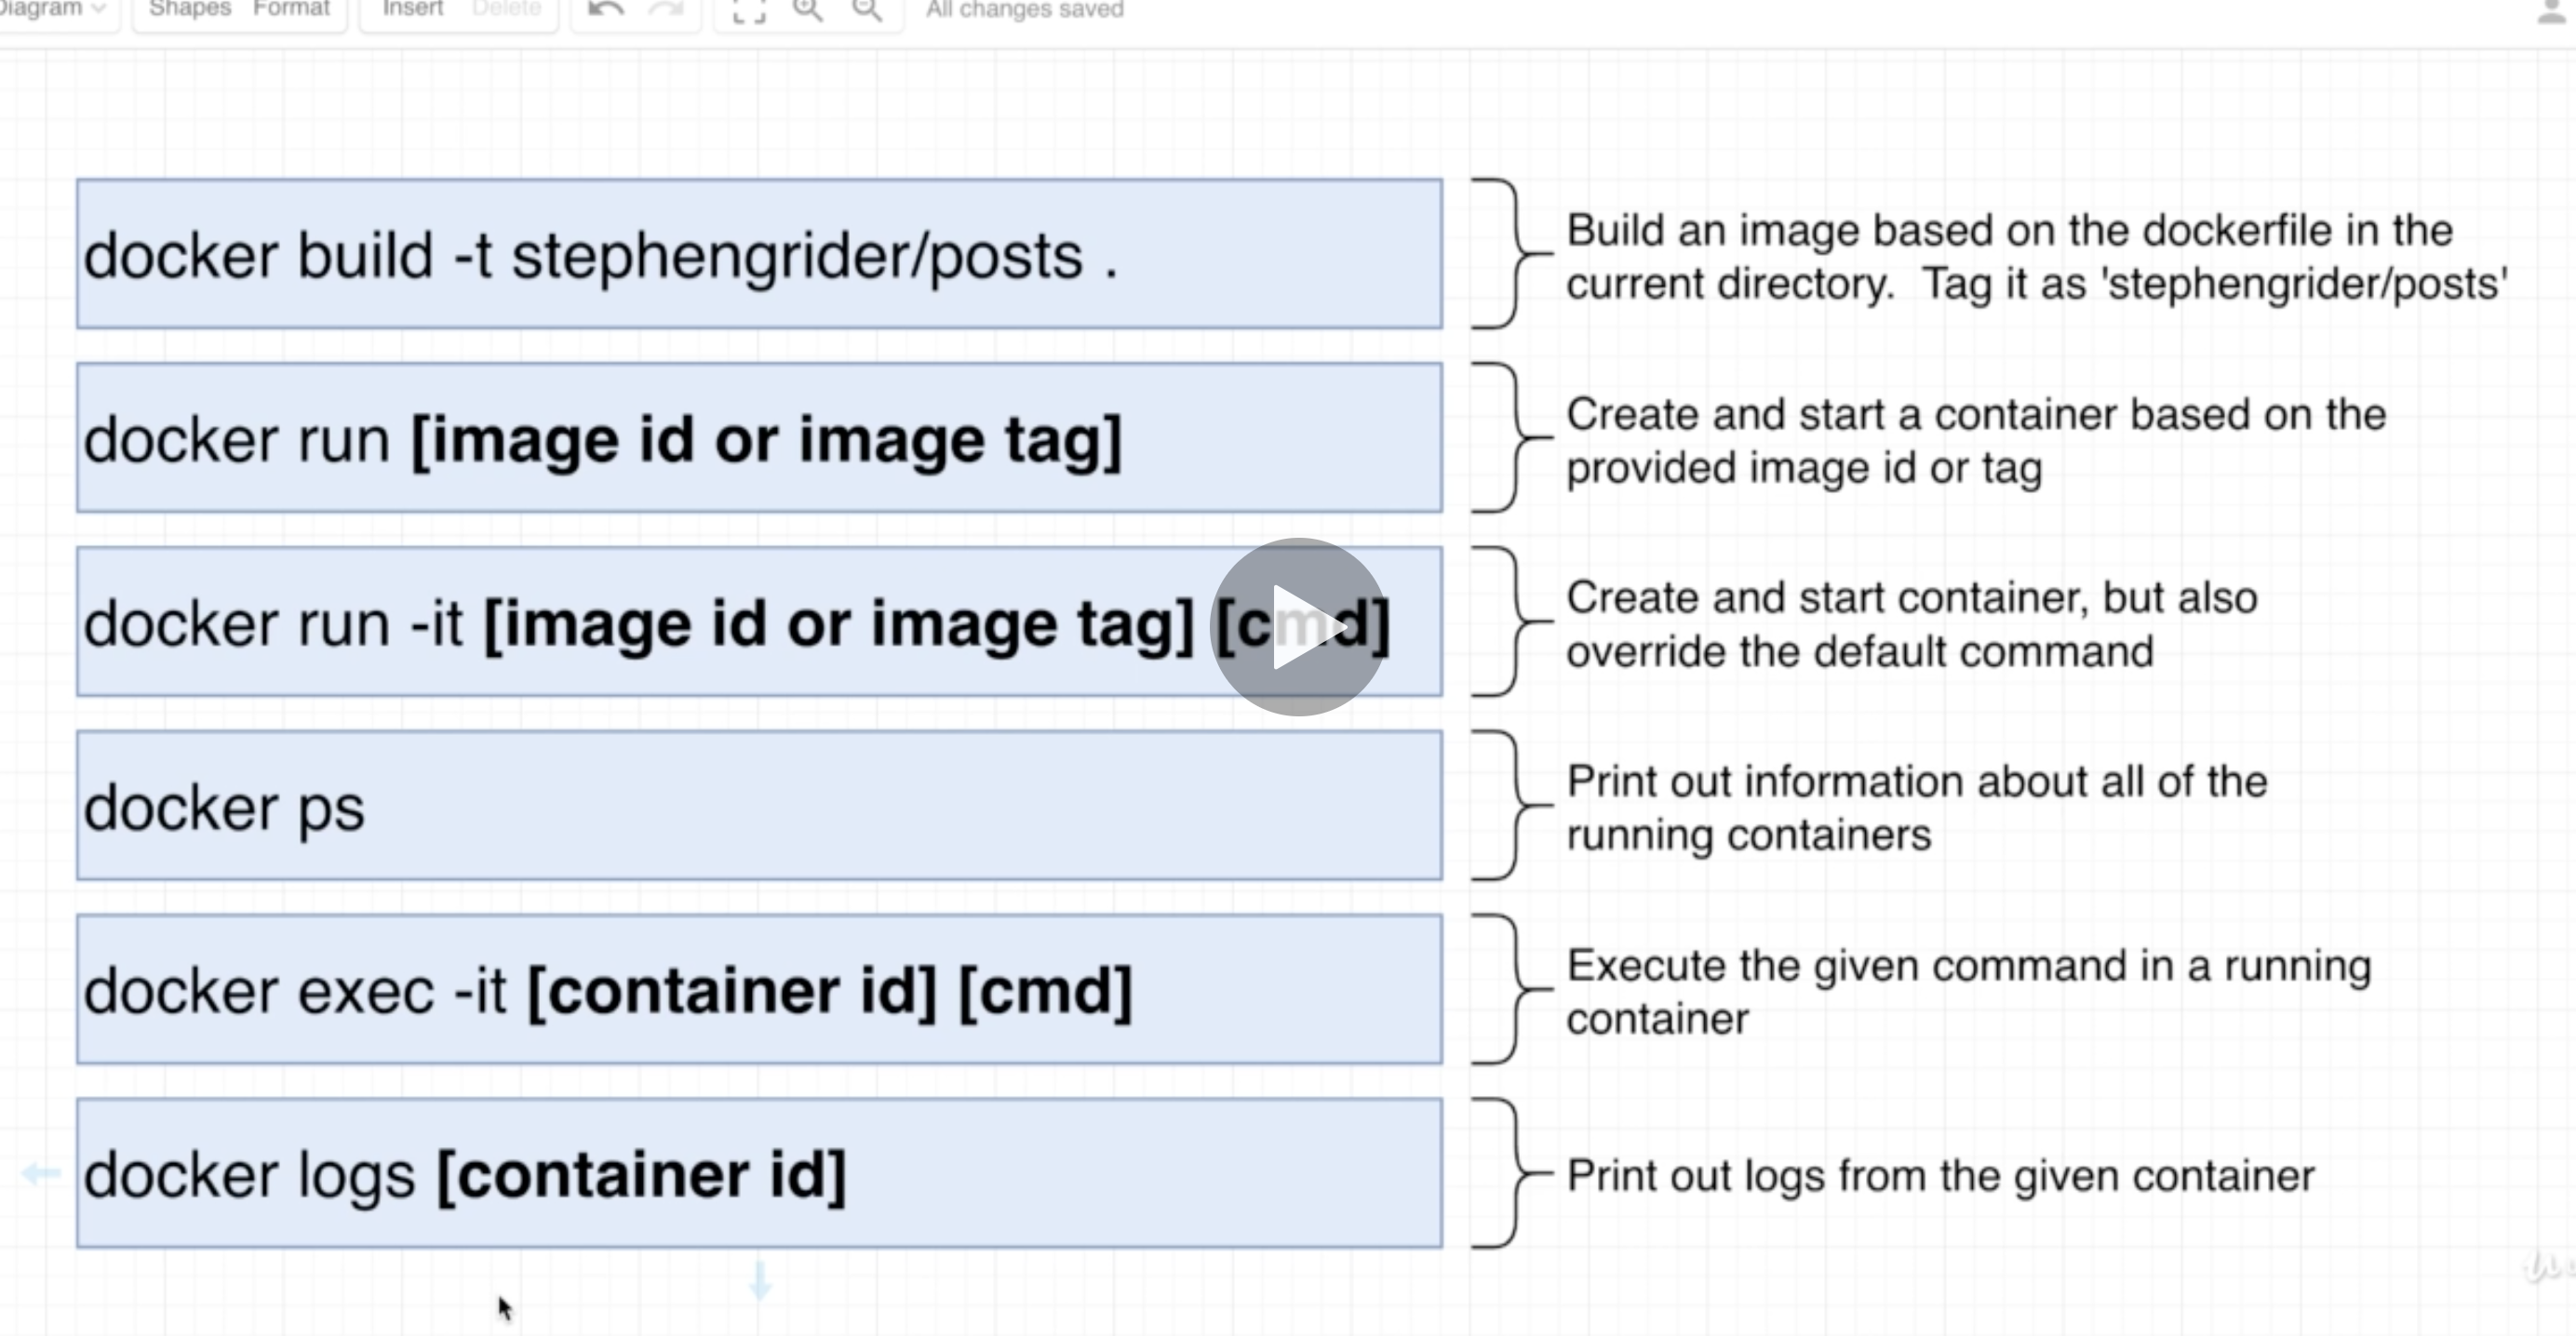 Diagram Shapes Format Insert Delete All changes saved
docker build -t stephengrider/posts .
Build an image based on the dockerfile in the
current directory.  Tag it as 'stephengrider/posts'
docker run [image id or image tag]
Create and start a container based on the
provided image id or tag
docker run -it [image id or image tag] [cmd]
Create and start container, but also
override the default command
docker ps
Print out information about all of the
running containers
docker exec -it [container id] [cmd]
Execute the given command in a running
container
docker logs [container id]
Print out logs from the given container